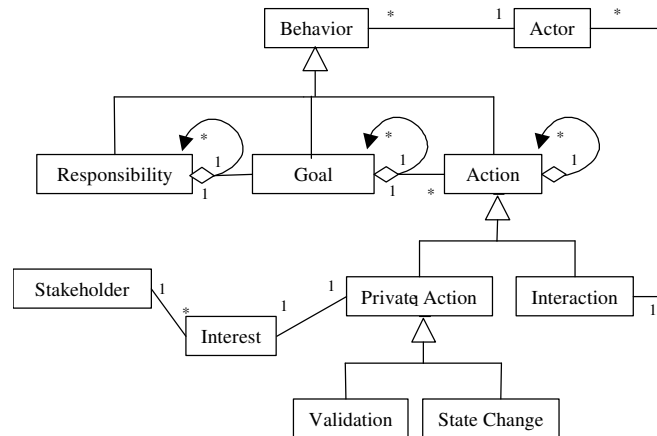 Behavior
*
1
Actor
*
*
1
*
1
*
1
Responsibility
Goal
Action
1
1
*
Stakeholder
1
*
Interest
1
1
Private Action
Interaction
1
Validation
State Change